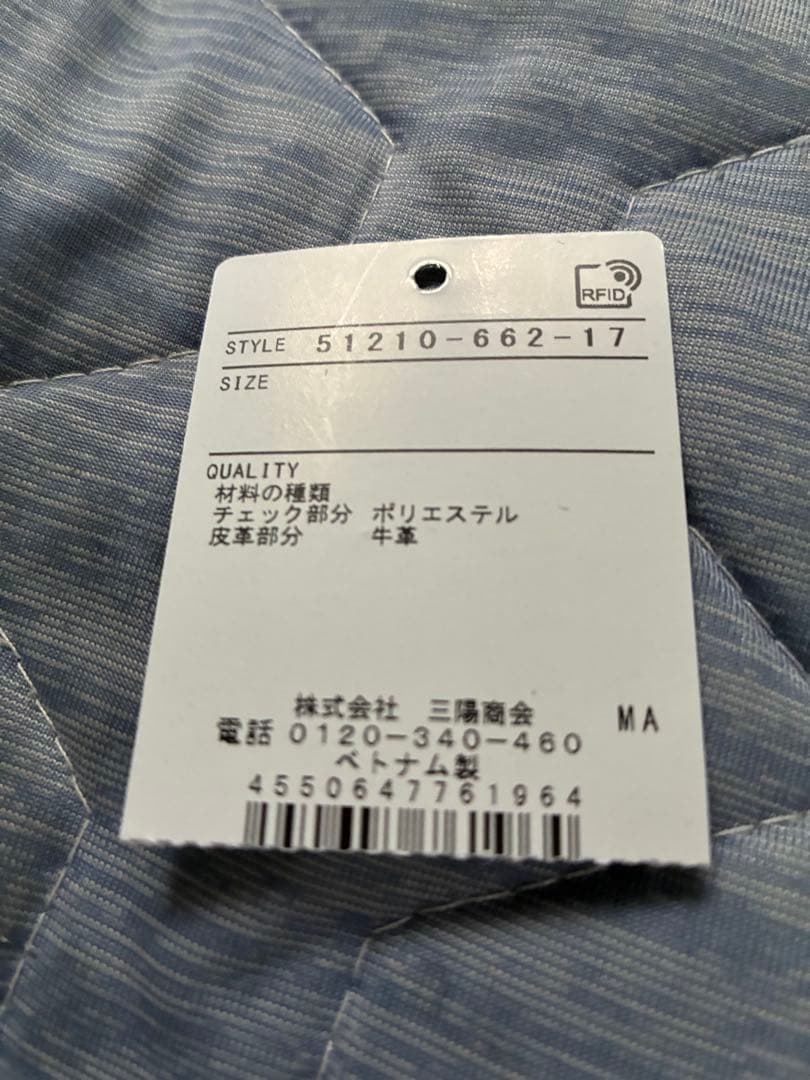 RFID
STYLE 51210-662-17
SIZE
QUALITY
材料の種類
チェック部分 ポリエステル
皮革部分 牛革
株式会社 三陽商会 MA
電話 0120-340-460
ベトナム製
4550647761964